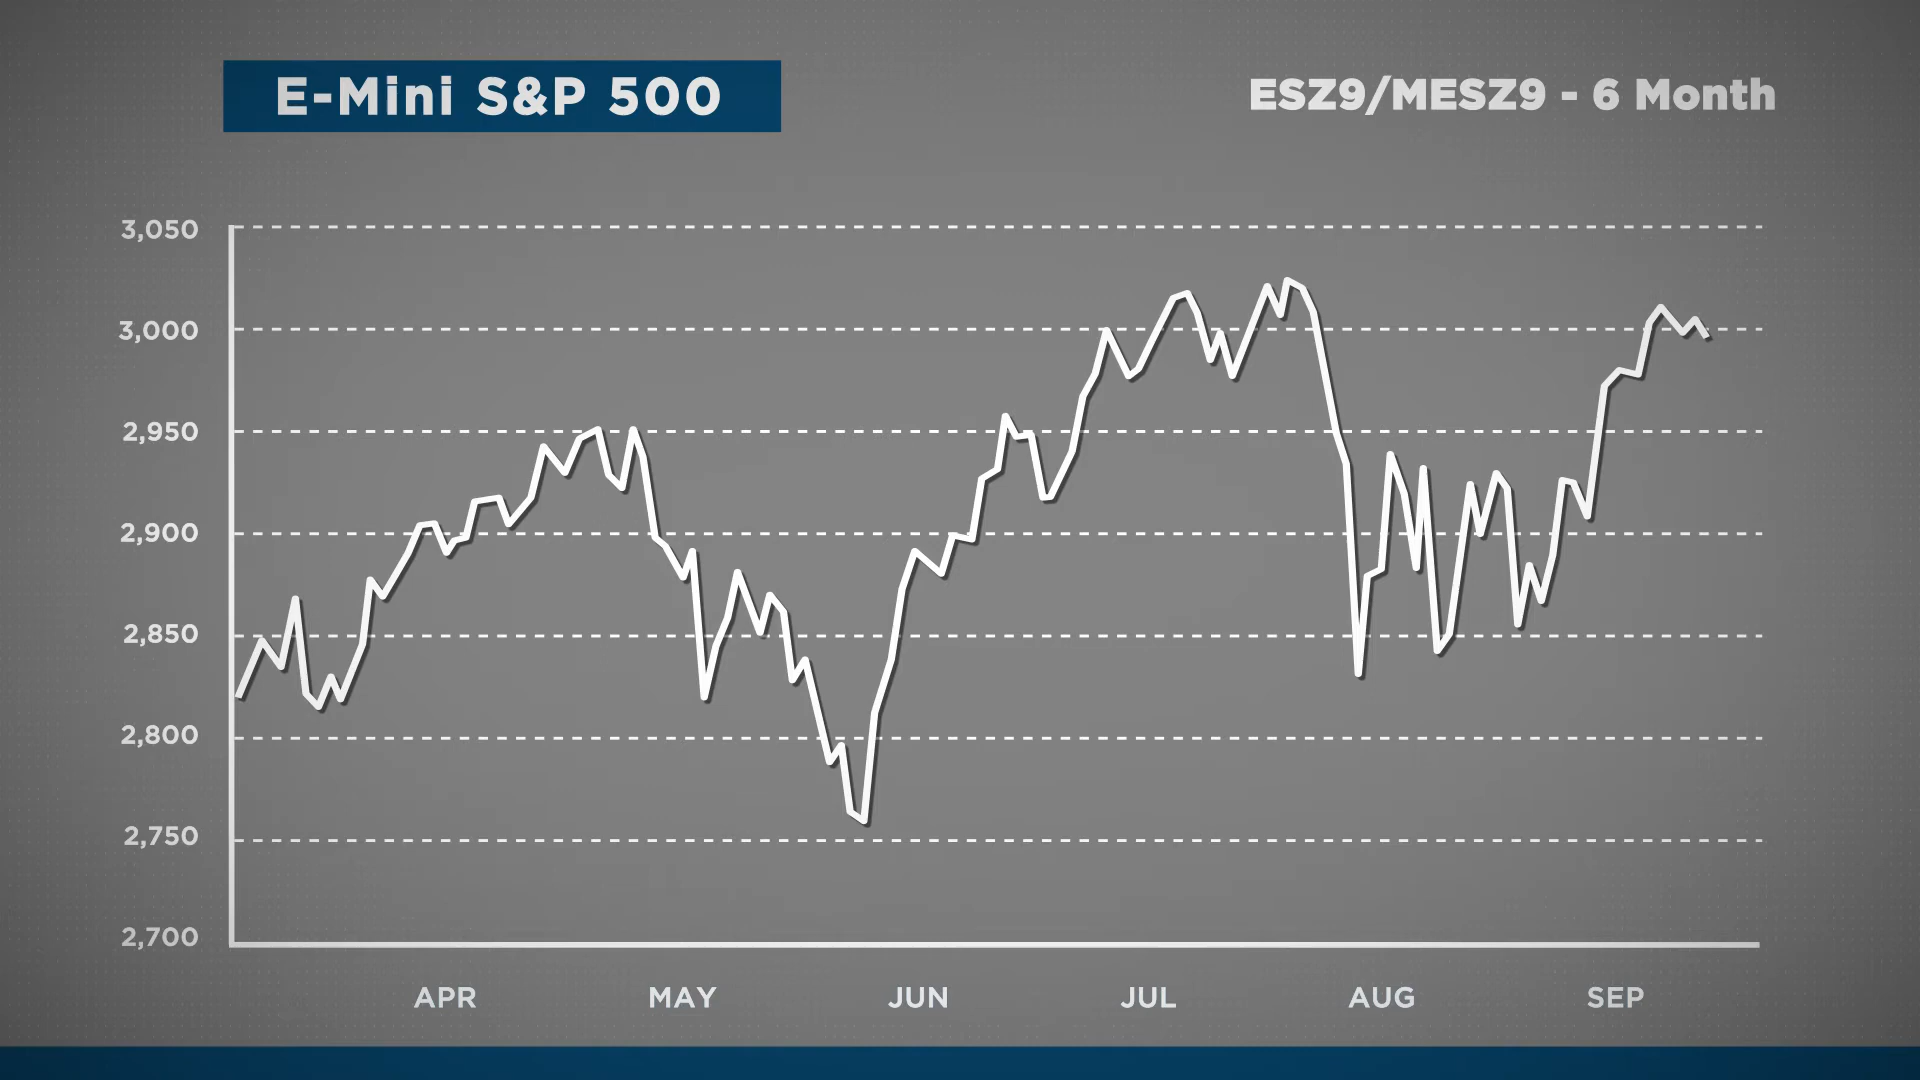 E-Mini S&P 500
ESZ9/MESZ9 - 6 Month
3,050
3,000
2,950
2,900
2,850
2,800
2,750
2,700
APR MAY JUN JUL AUG SEP